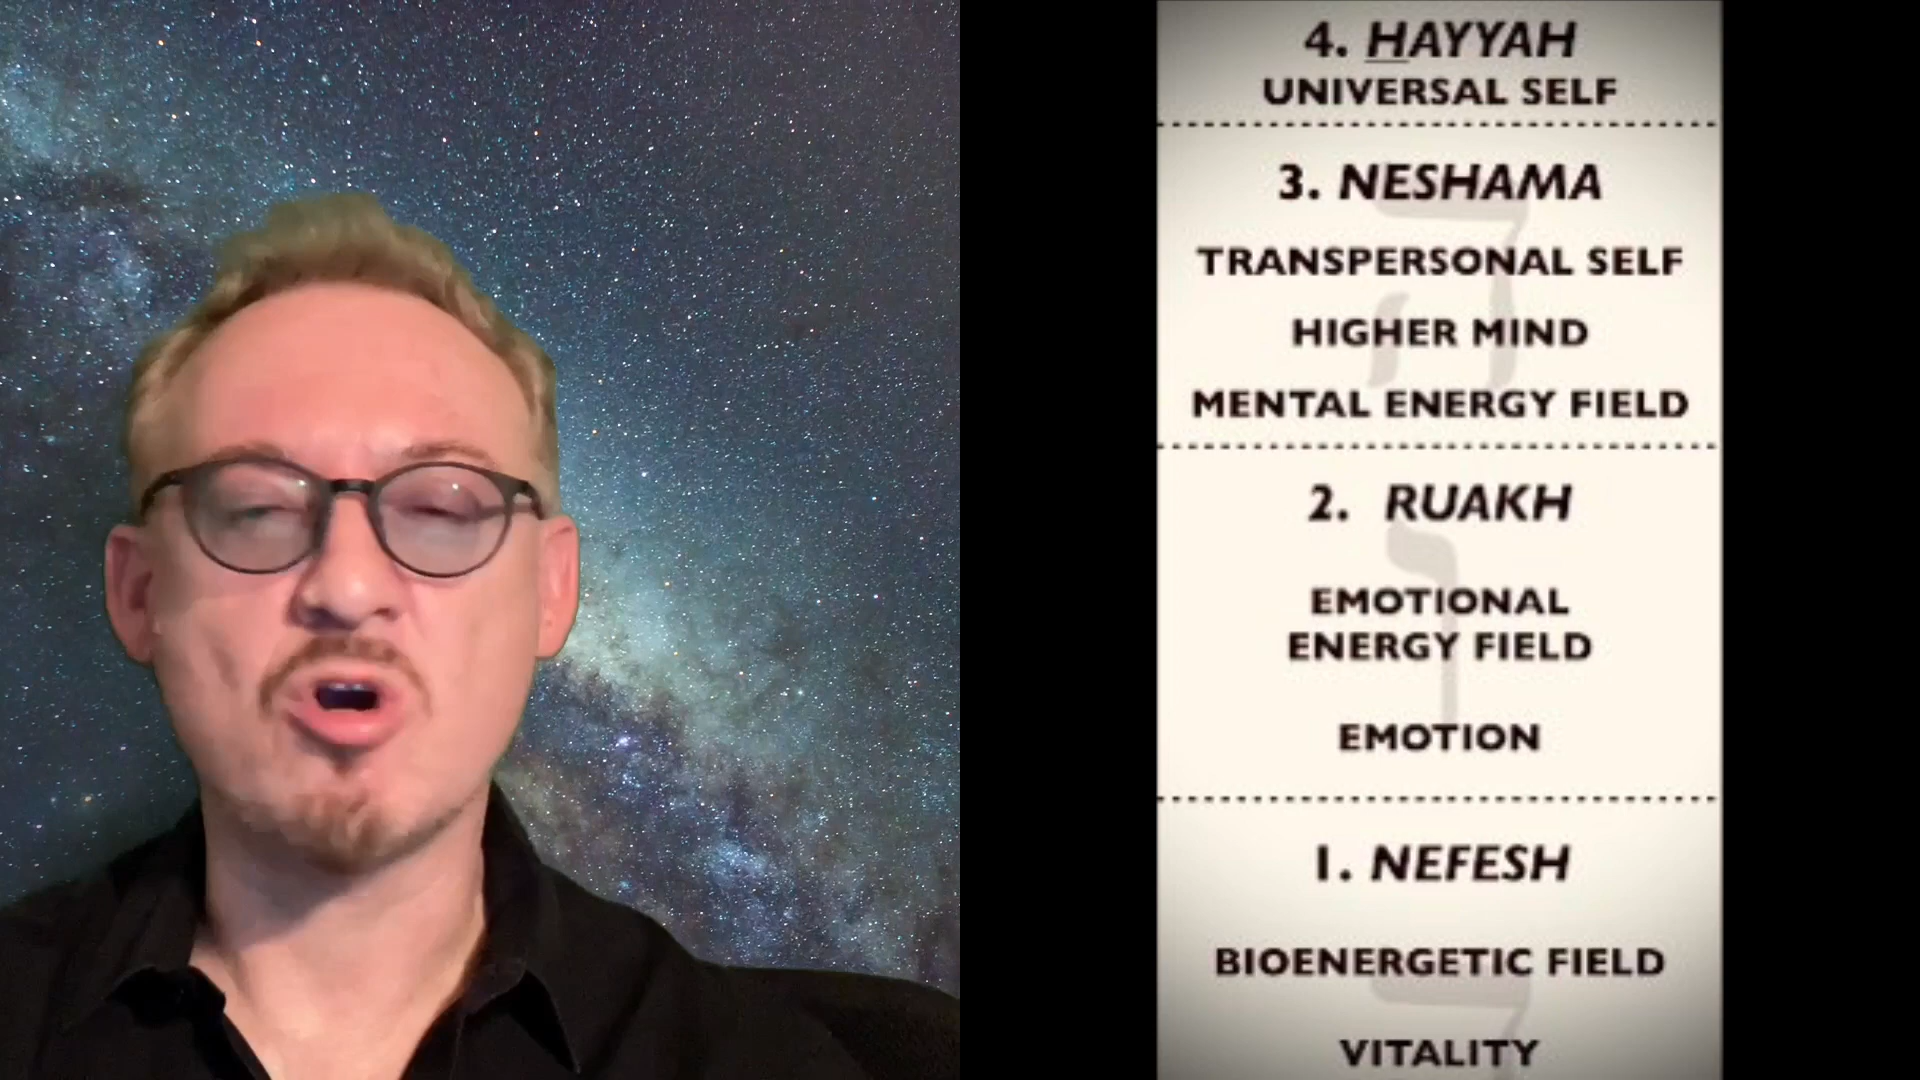 4. HAYYAH
UNIVERSAL SELF
3. NESHAMA
TRANSPERSONAL SELF
HIGHER MIND
MENTAL ENERGY FIELD
2. RUAKH
EMOTIONAL
ENERGY FIELD
EMOTION
1. NEFESH
BIOENERGETIC FIELD
VITALITY